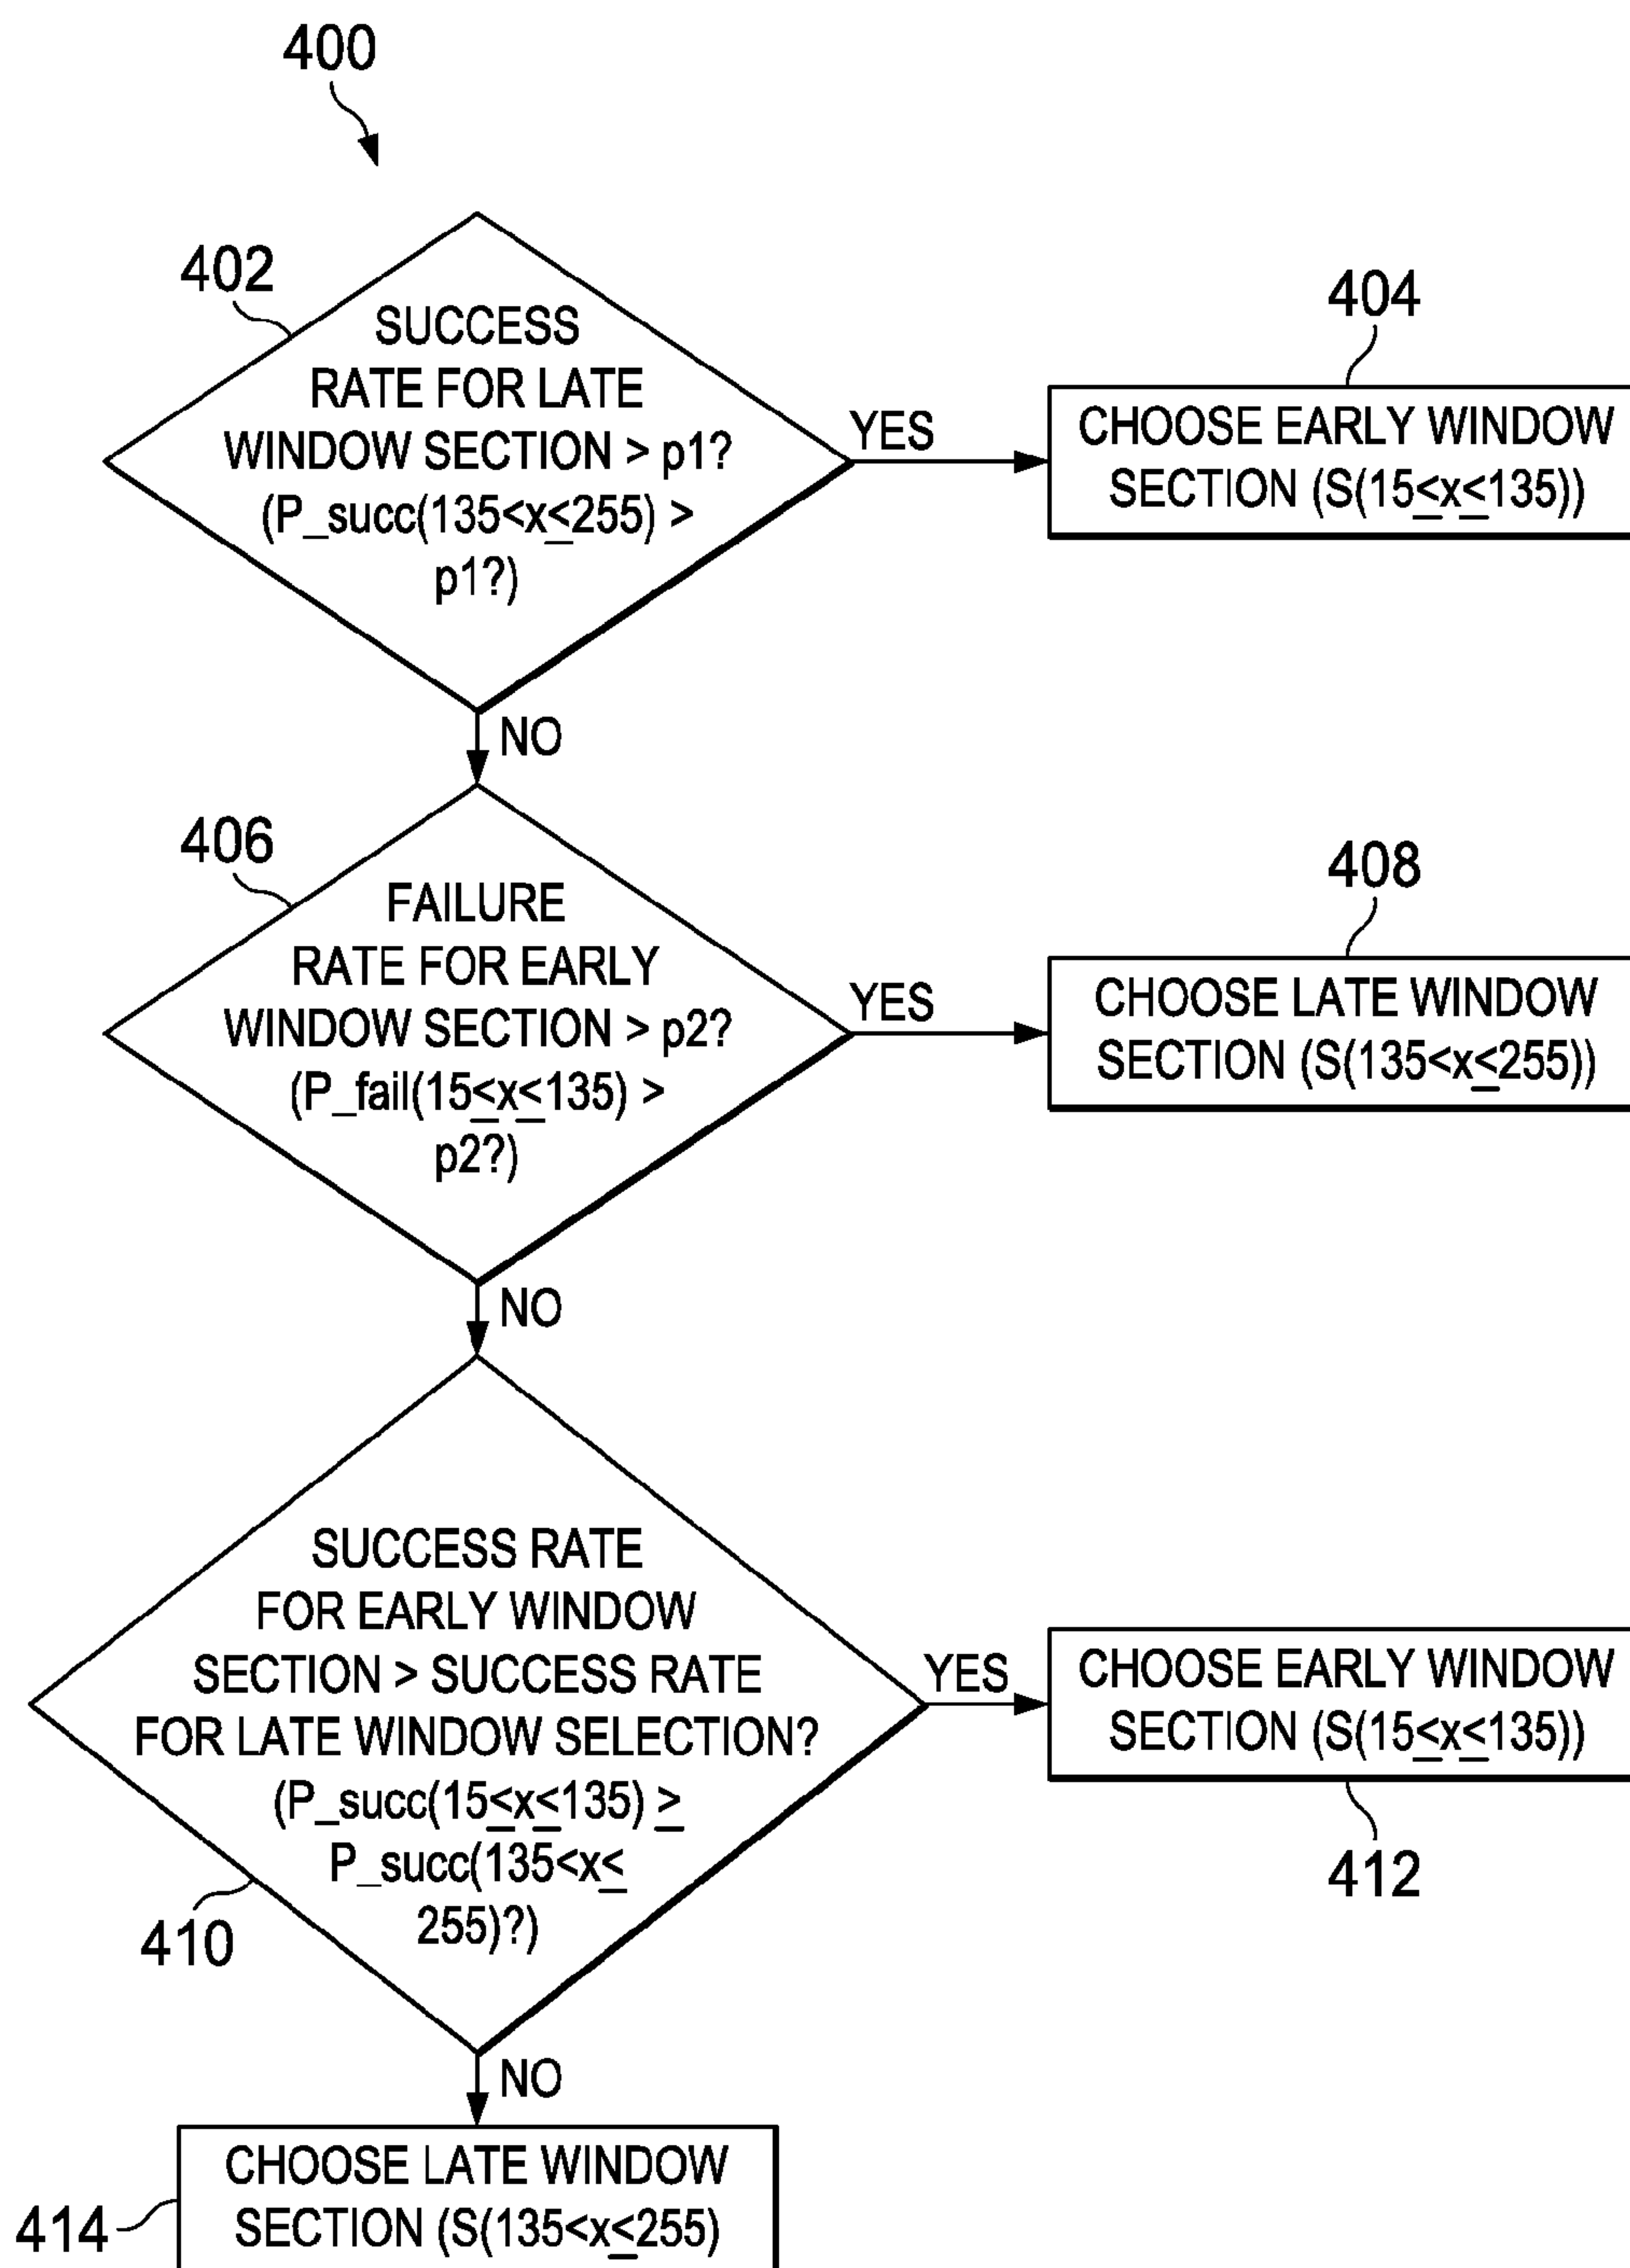 400
402
SUCCESS
RATE FOR LATE
WINDOW SECTION > p1?
(P_succ(135<x≤255) >
p1?)
YES
404
CHOOSE EARLY WINDOW
SECTION (S(15≤x≤135))
NO
406
FAILURE
RATE FOR EARLY
WINDOW SECTION > p2?
(P_fail(15≤x≤135) >
p2?)
YES
408
CHOOSE LATE WINDOW
SECTION (S(135<x≤255))
NO
410
SUCCESS RATE
FOR EARLY WINDOW
SECTION > SUCCESS RATE
FOR LATE WINDOW SELECTION?
(P_succ(15≤x≤135) ≥
P_succ(135<x≤
255)?)
YES
CHOOSE EARLY WINDOW
SECTION (S(15≤x≤135))
412
NO
414
CHOOSE LATE WINDOW
SECTION (S(135<x≤255)